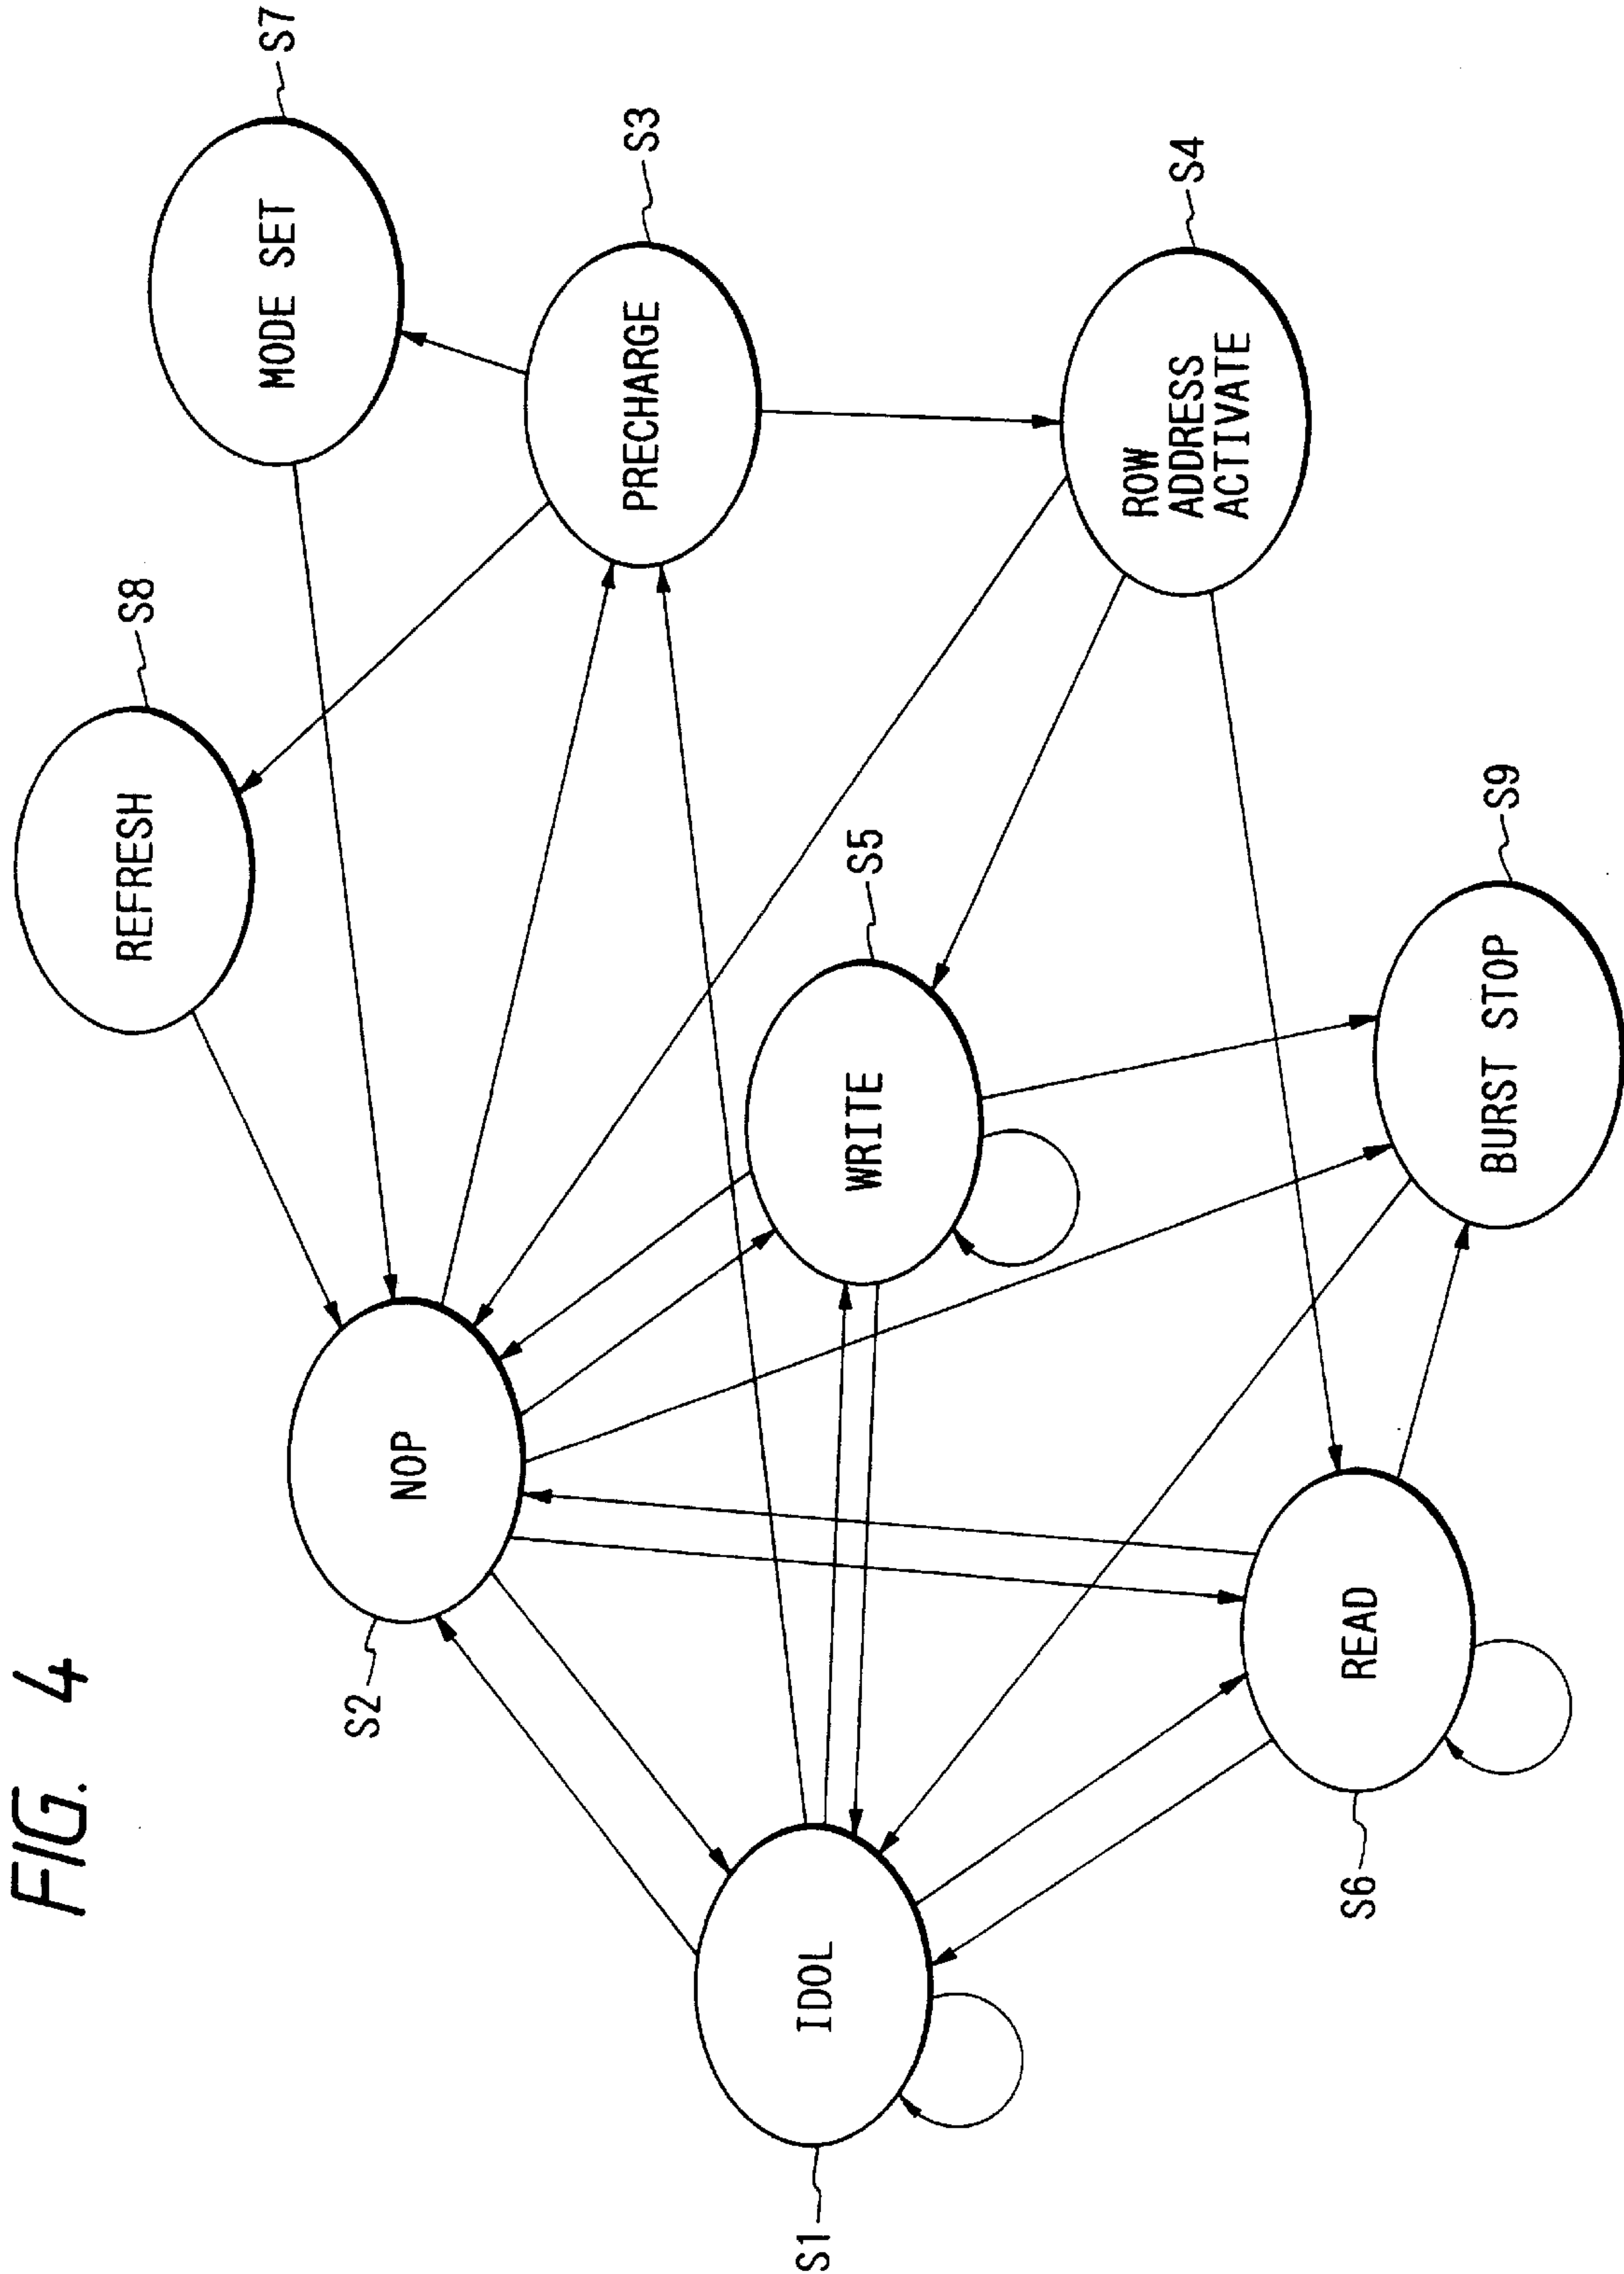 FIG. 4
REFRESH
S8
MODE SET
S7
S2
NOP
PRECHARGE
S3
S1
IDOL
WRITE
S5
ROW
ADDRESS
ACTIVATE
S4
S6
READ
BURST STOP
S9